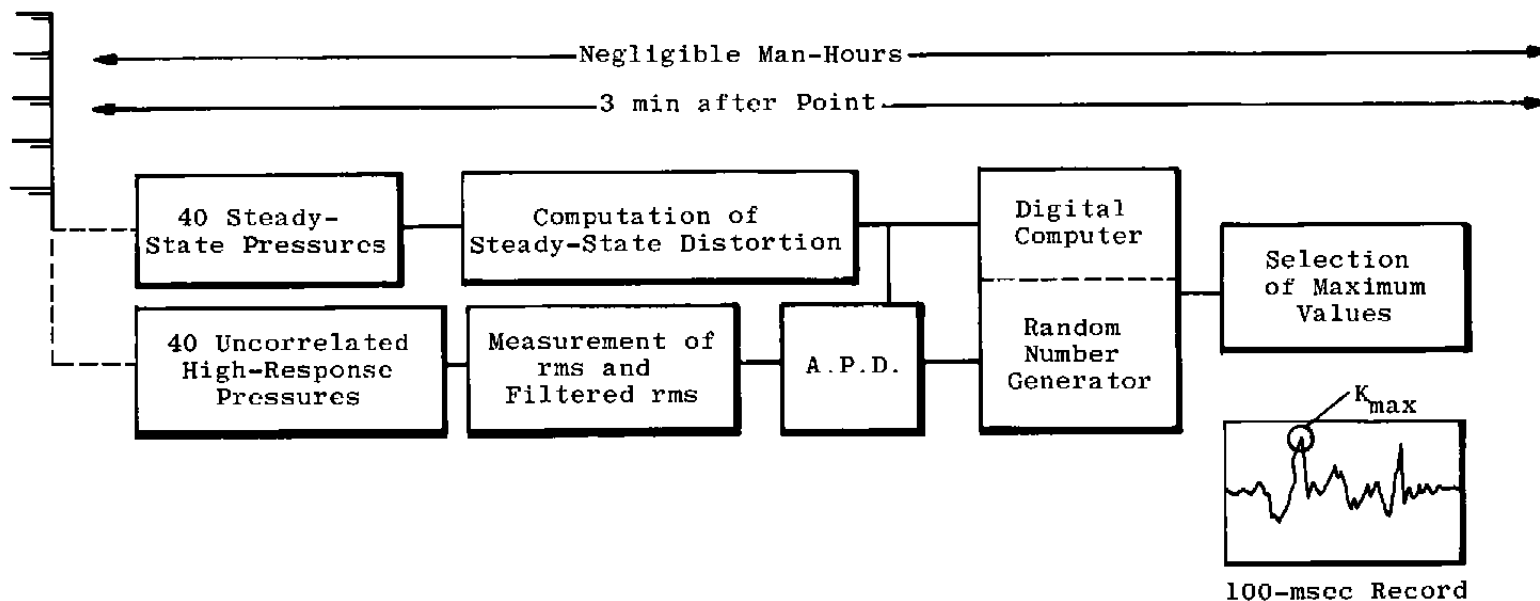 Negligible Man-Hours
3 min after Point
40 Steady-
State Pressures
Computation of
Steady-State Distortion
Digital
Computer
Selection
of Maximum
Values
40 Uncorrelated
High-Response
Pressures
Measurement of
rms and
Filtered rms
A.P.D.
Random
Number
Generator
Kmax
100-msec Record